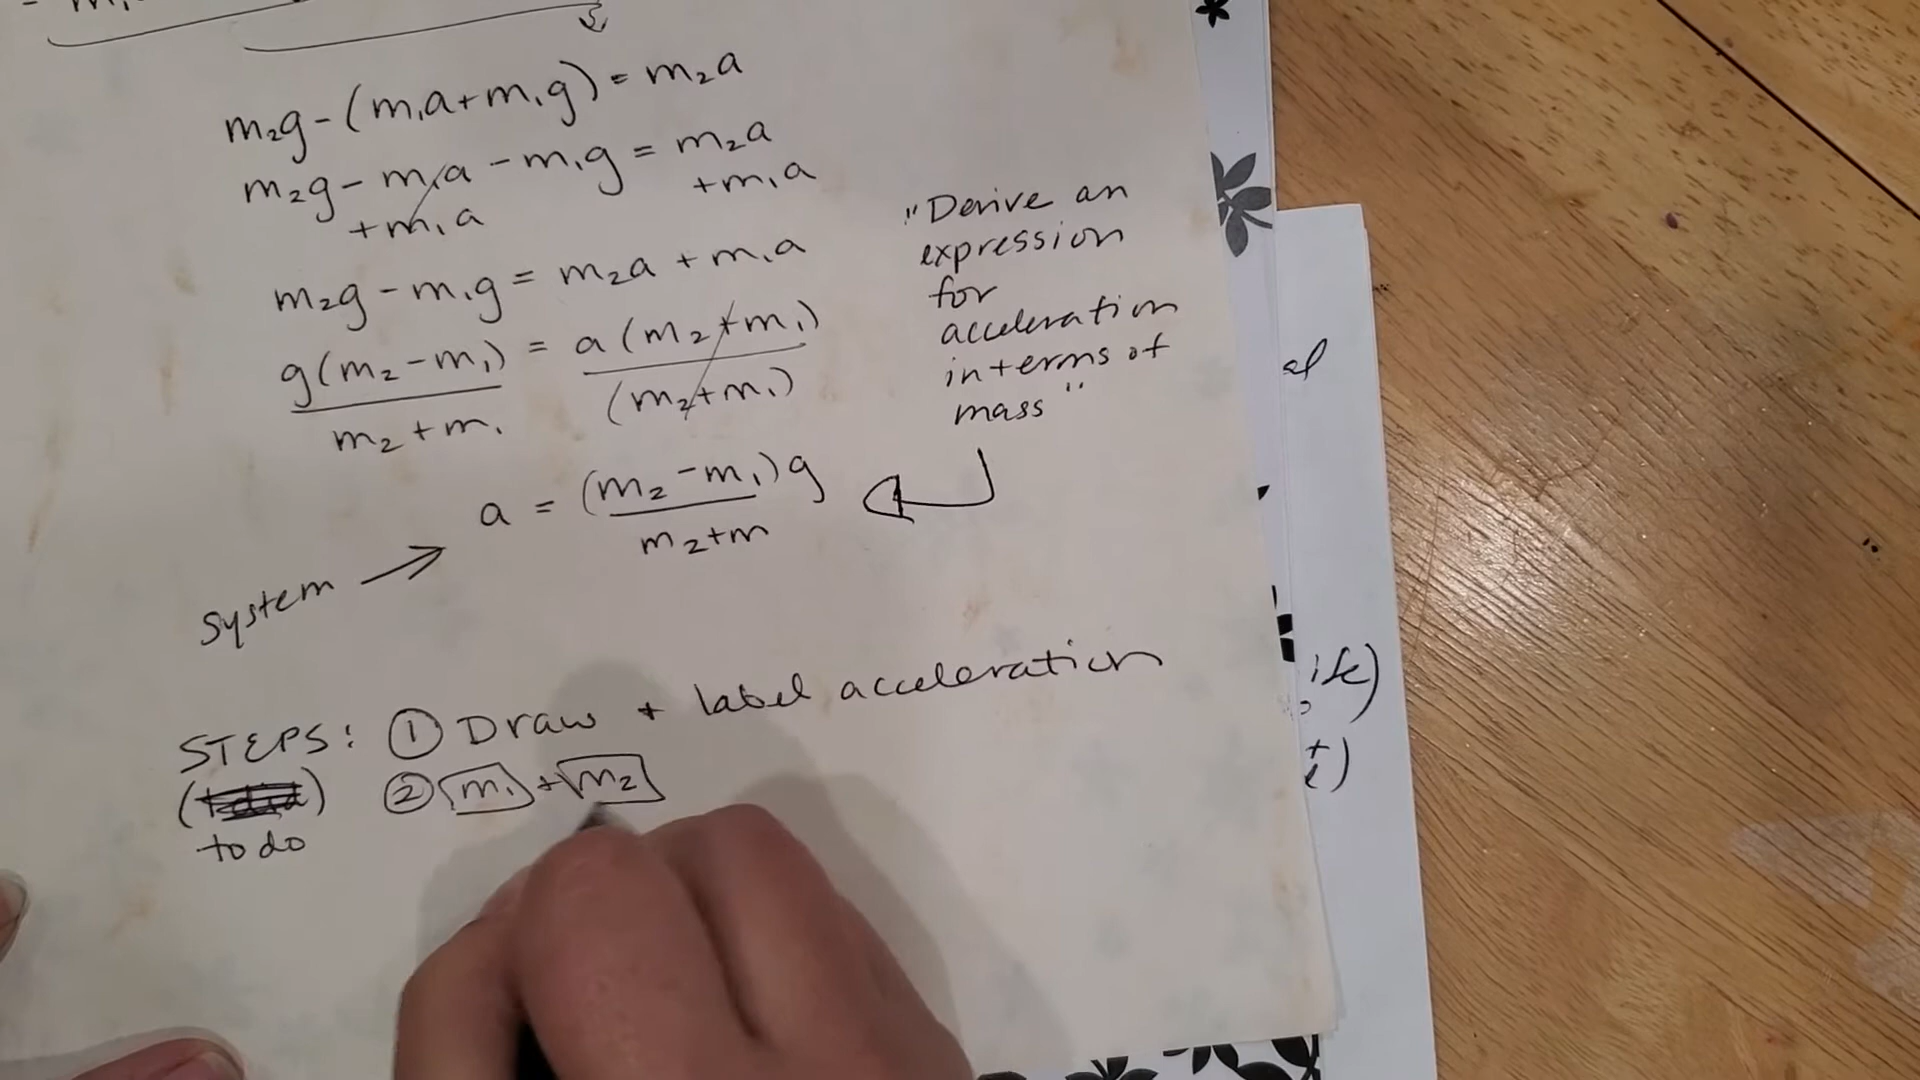 m₂g - (m₁a + m₁g) = m₂a
m₂g - m₁a - m₁g = m₂a
+m₁a +m₁a
m₂g - m₁g = m₂a + m₁a
g(m₂ - m₁) = a(m₂ + m₁)
m₂ + m₁ (m₂ + m₁)
a = (m₂ - m₁)g
m₂ + m
System →
"Derive an
expression
for
acceleration
in terms of
mass"
STEPS: ① Draw + label acceleration
to do
② m₁ + m₂